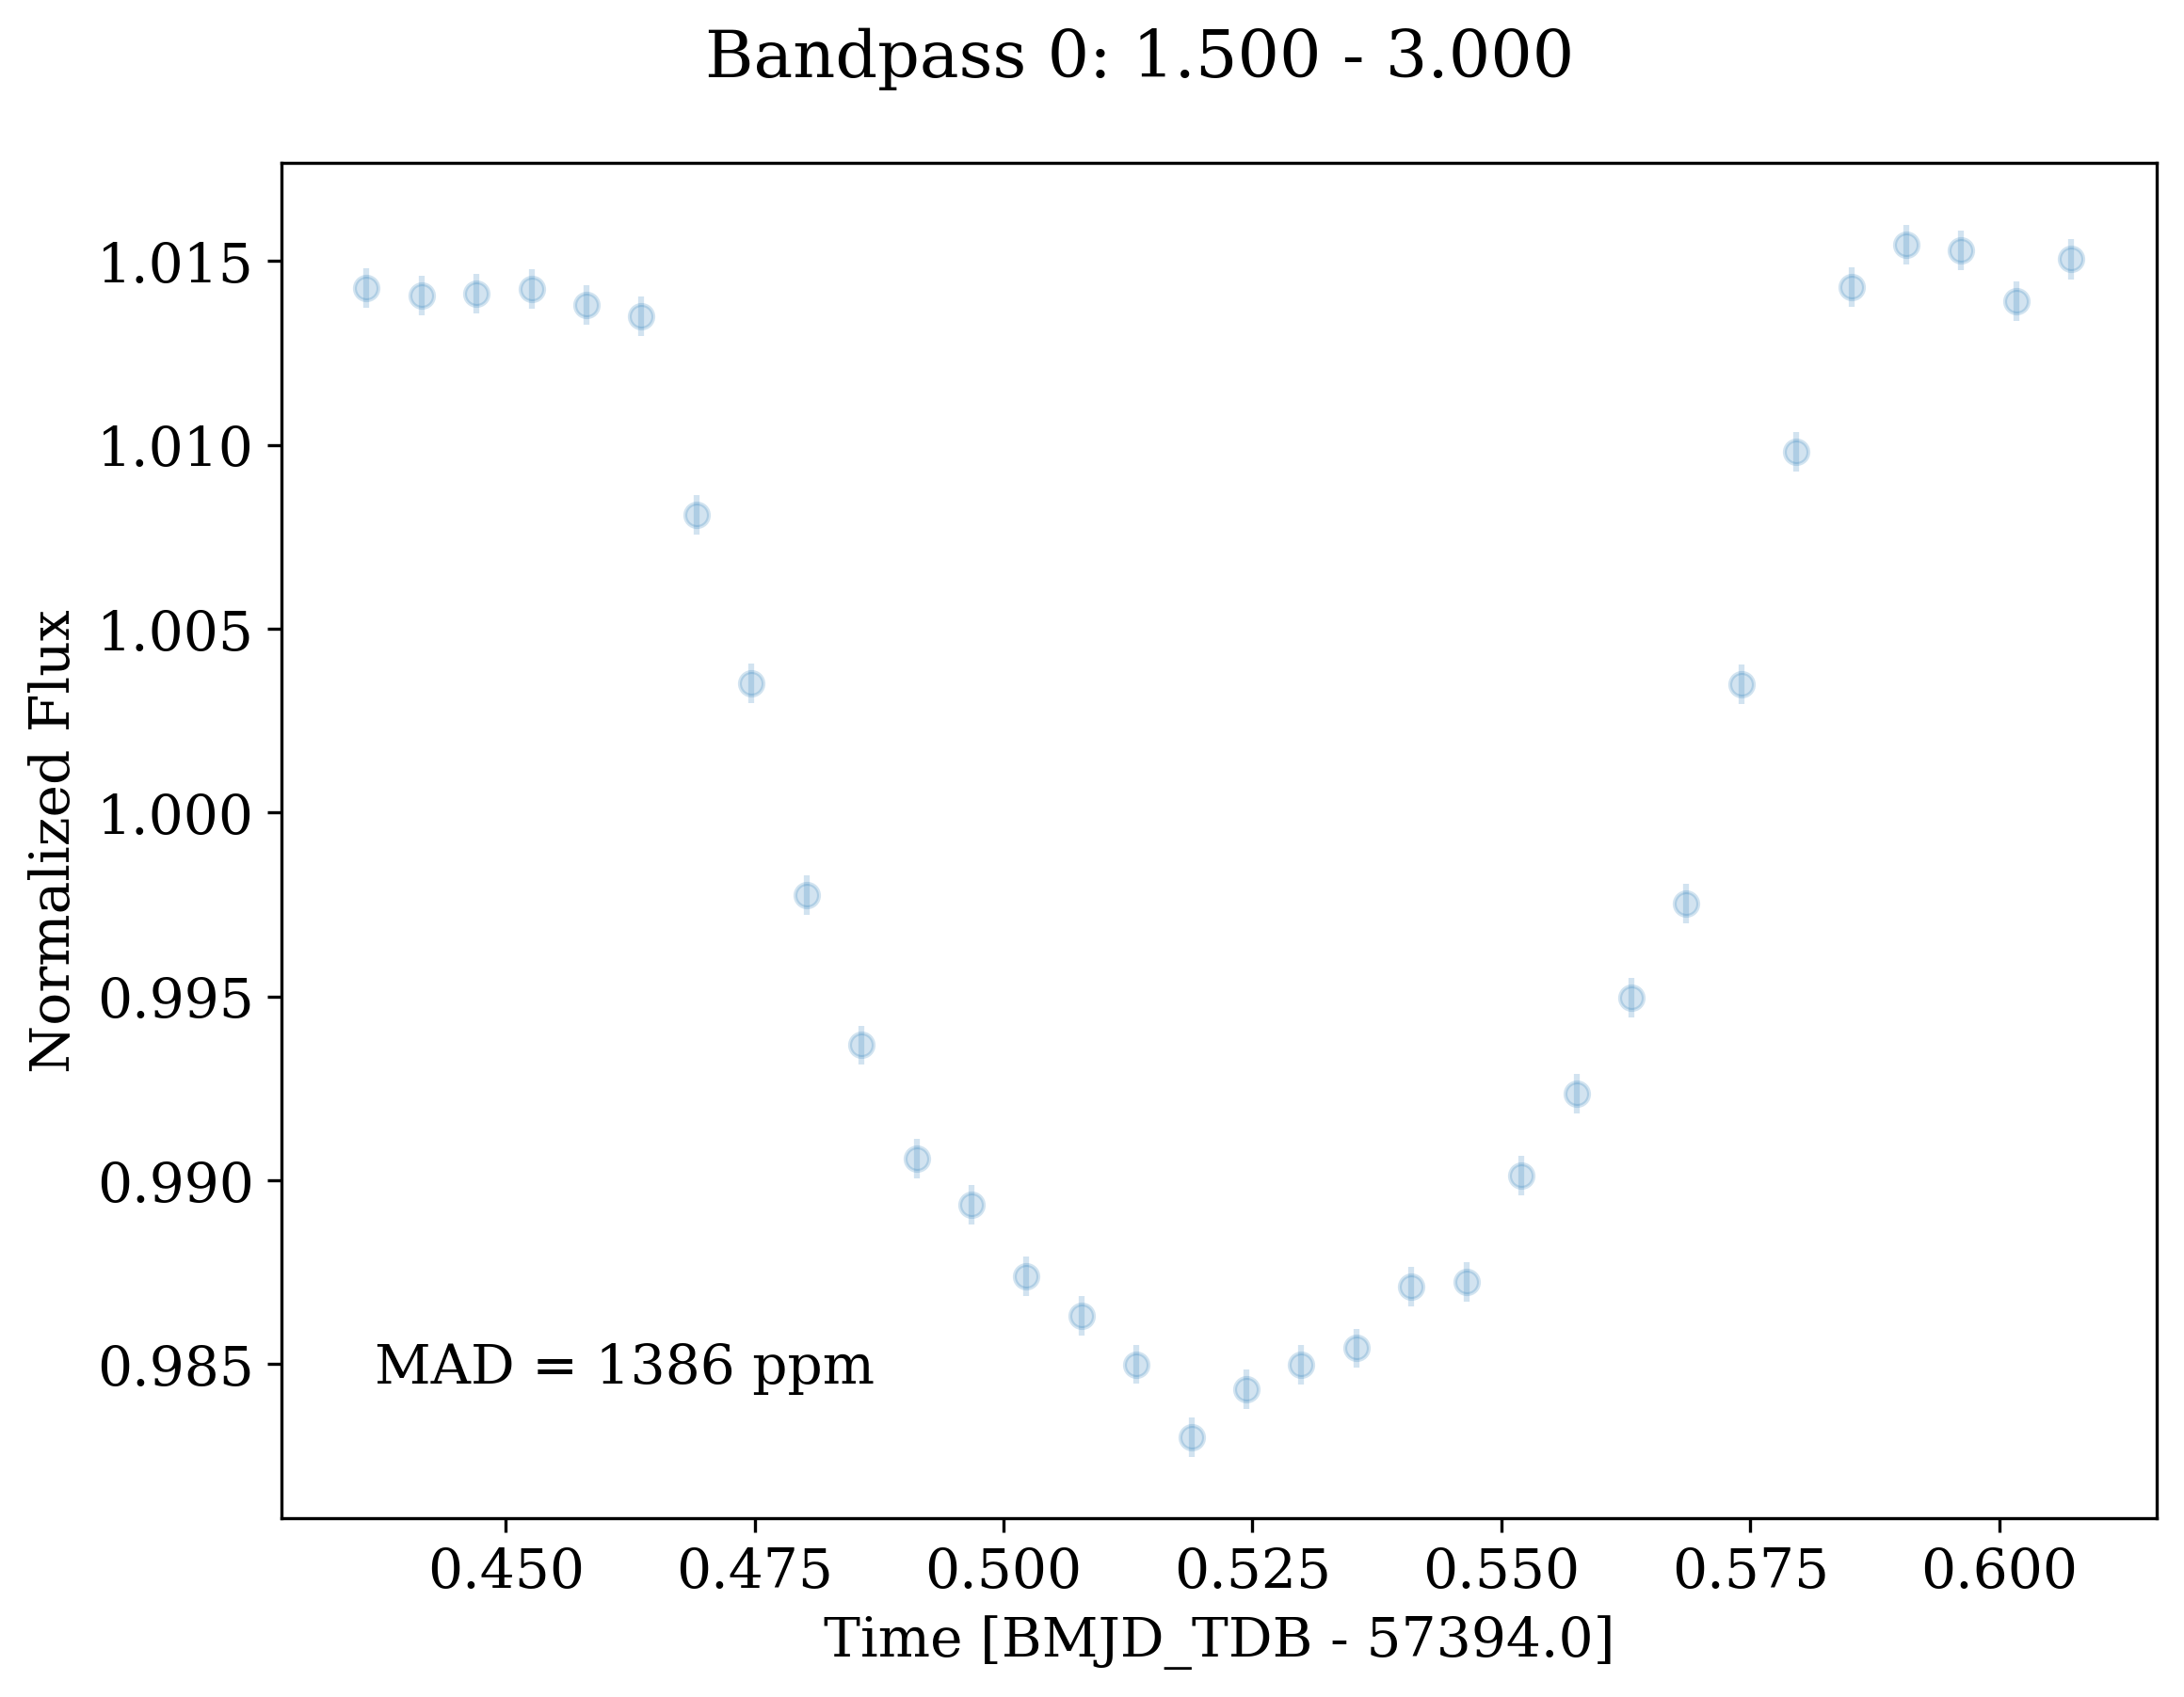 Bandpass 0: 1.500 - 3.000
Normalized Flux
1.015
1.010
1.005
1.000
0.995
0.990
0.985
MAD = 1386 ppm
0.450 0.475 0.500 0.525 0.550 0.575 0.600
Time [BMJD_TDB - 57394.0]